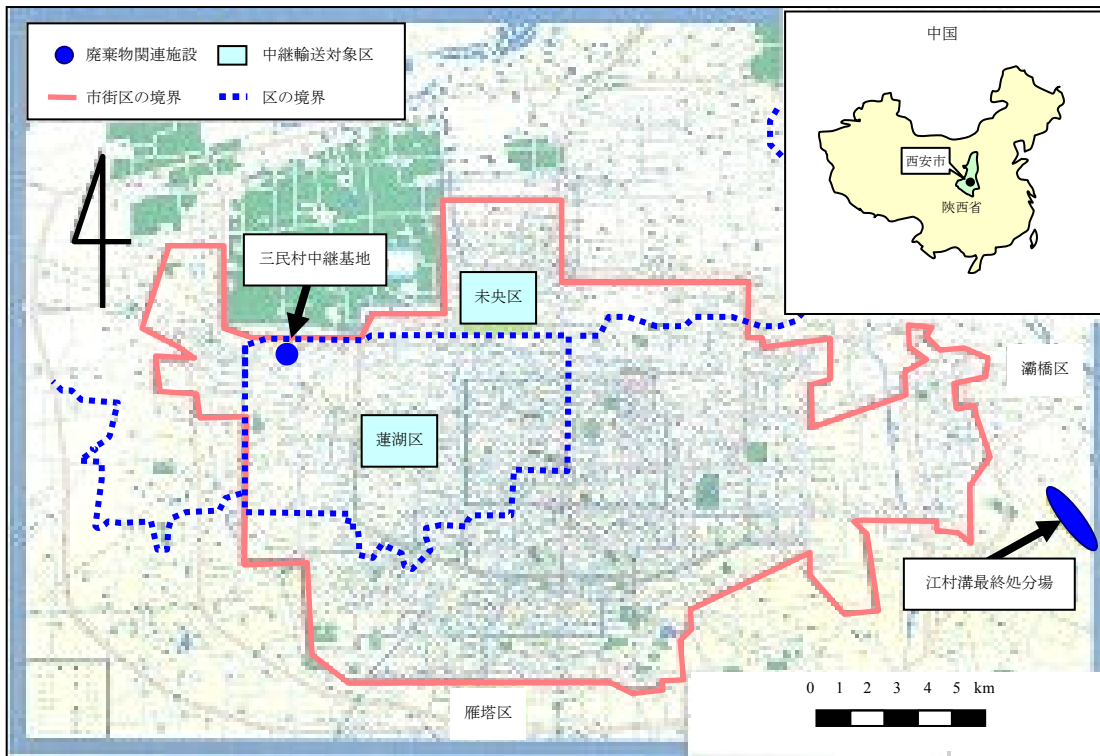 廃棄物関連施設
中継輸送対象区
市街区の境界
区の境界
中国
西安市
陝西省
三民村中継基地
未央区
灞橋区
蓮湖区
江村溝最終処分場
雁塔区
0 1 2 3 4 5 km